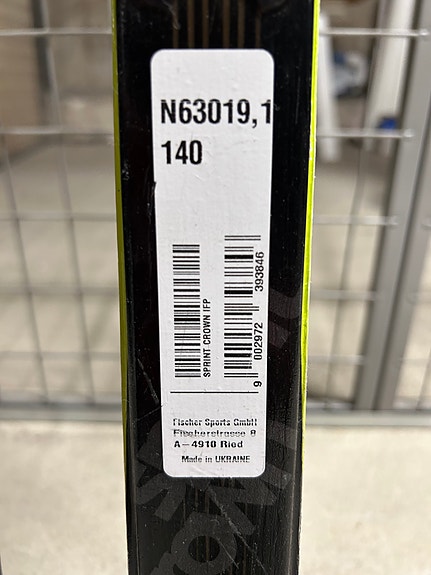 N63019,1
140
SPRINT CROWN IFP
9 002972 393846
Fischer Sports GmbH
Fischerstrasse 8
A-4910 Ried
Made in UKRAINE